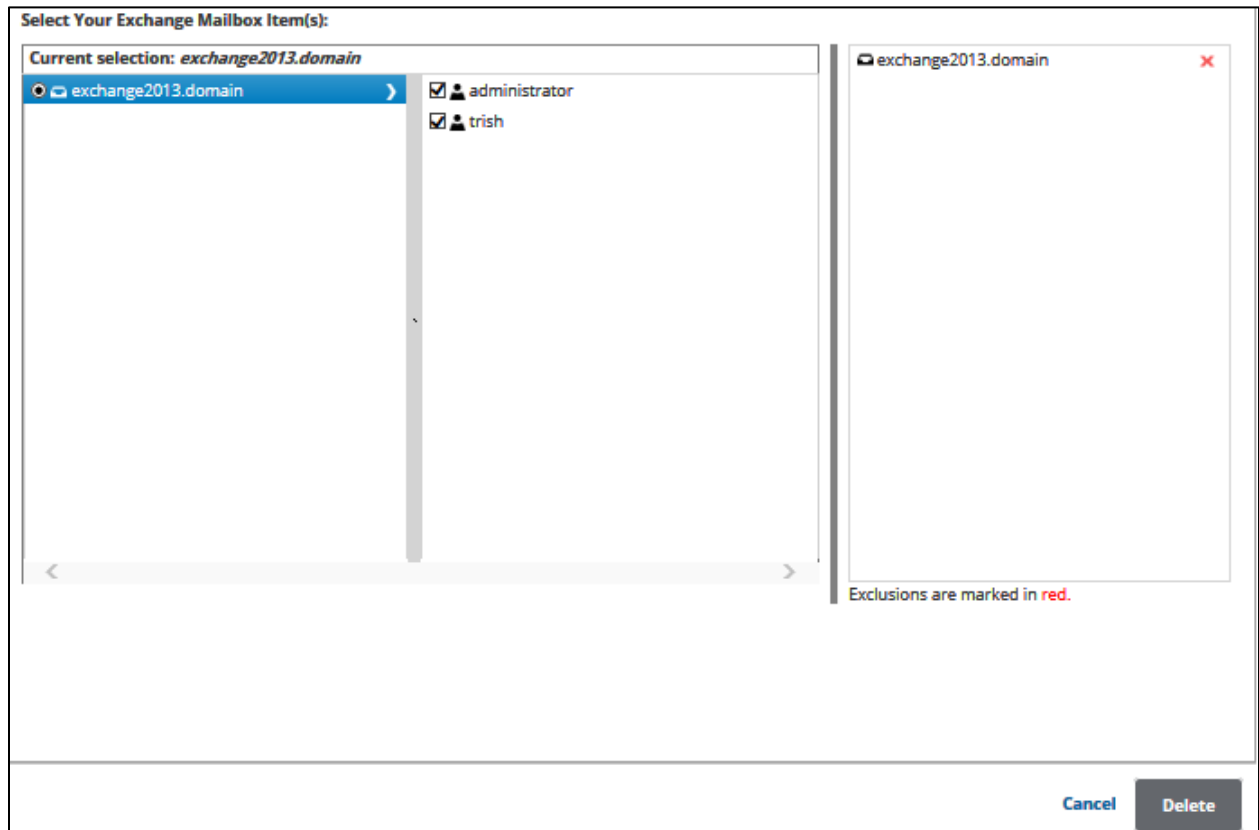 Select Your Exchange Mailbox Item(s):
Current selection: exchange2013.domain
exchange2013.domain
administrator
trish
exchange2013.domain
Exclusions are marked in red.
Cancel
Delete